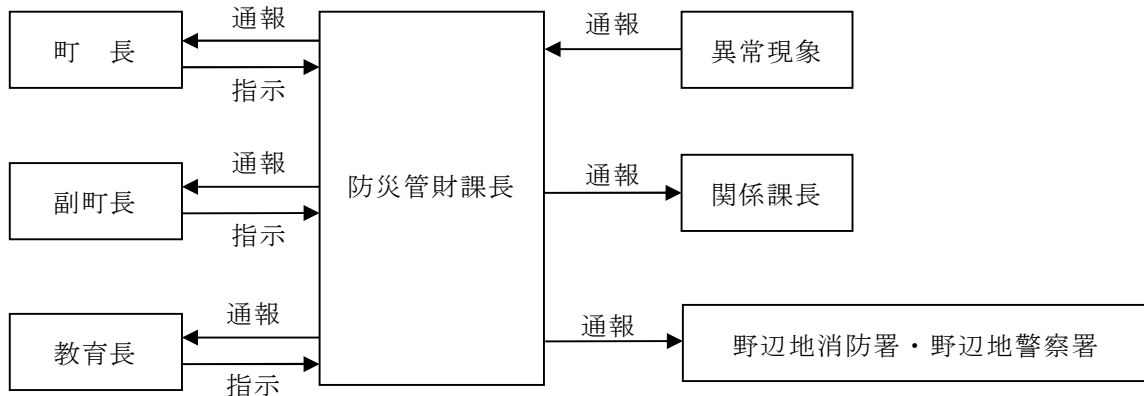 通報
町　長
指示
通報
副町長
指示
通報
教育長
指示
防災管財課長
通報
異常現象
通報
関係課長
通報
野辺地消防署・野辺地警察署